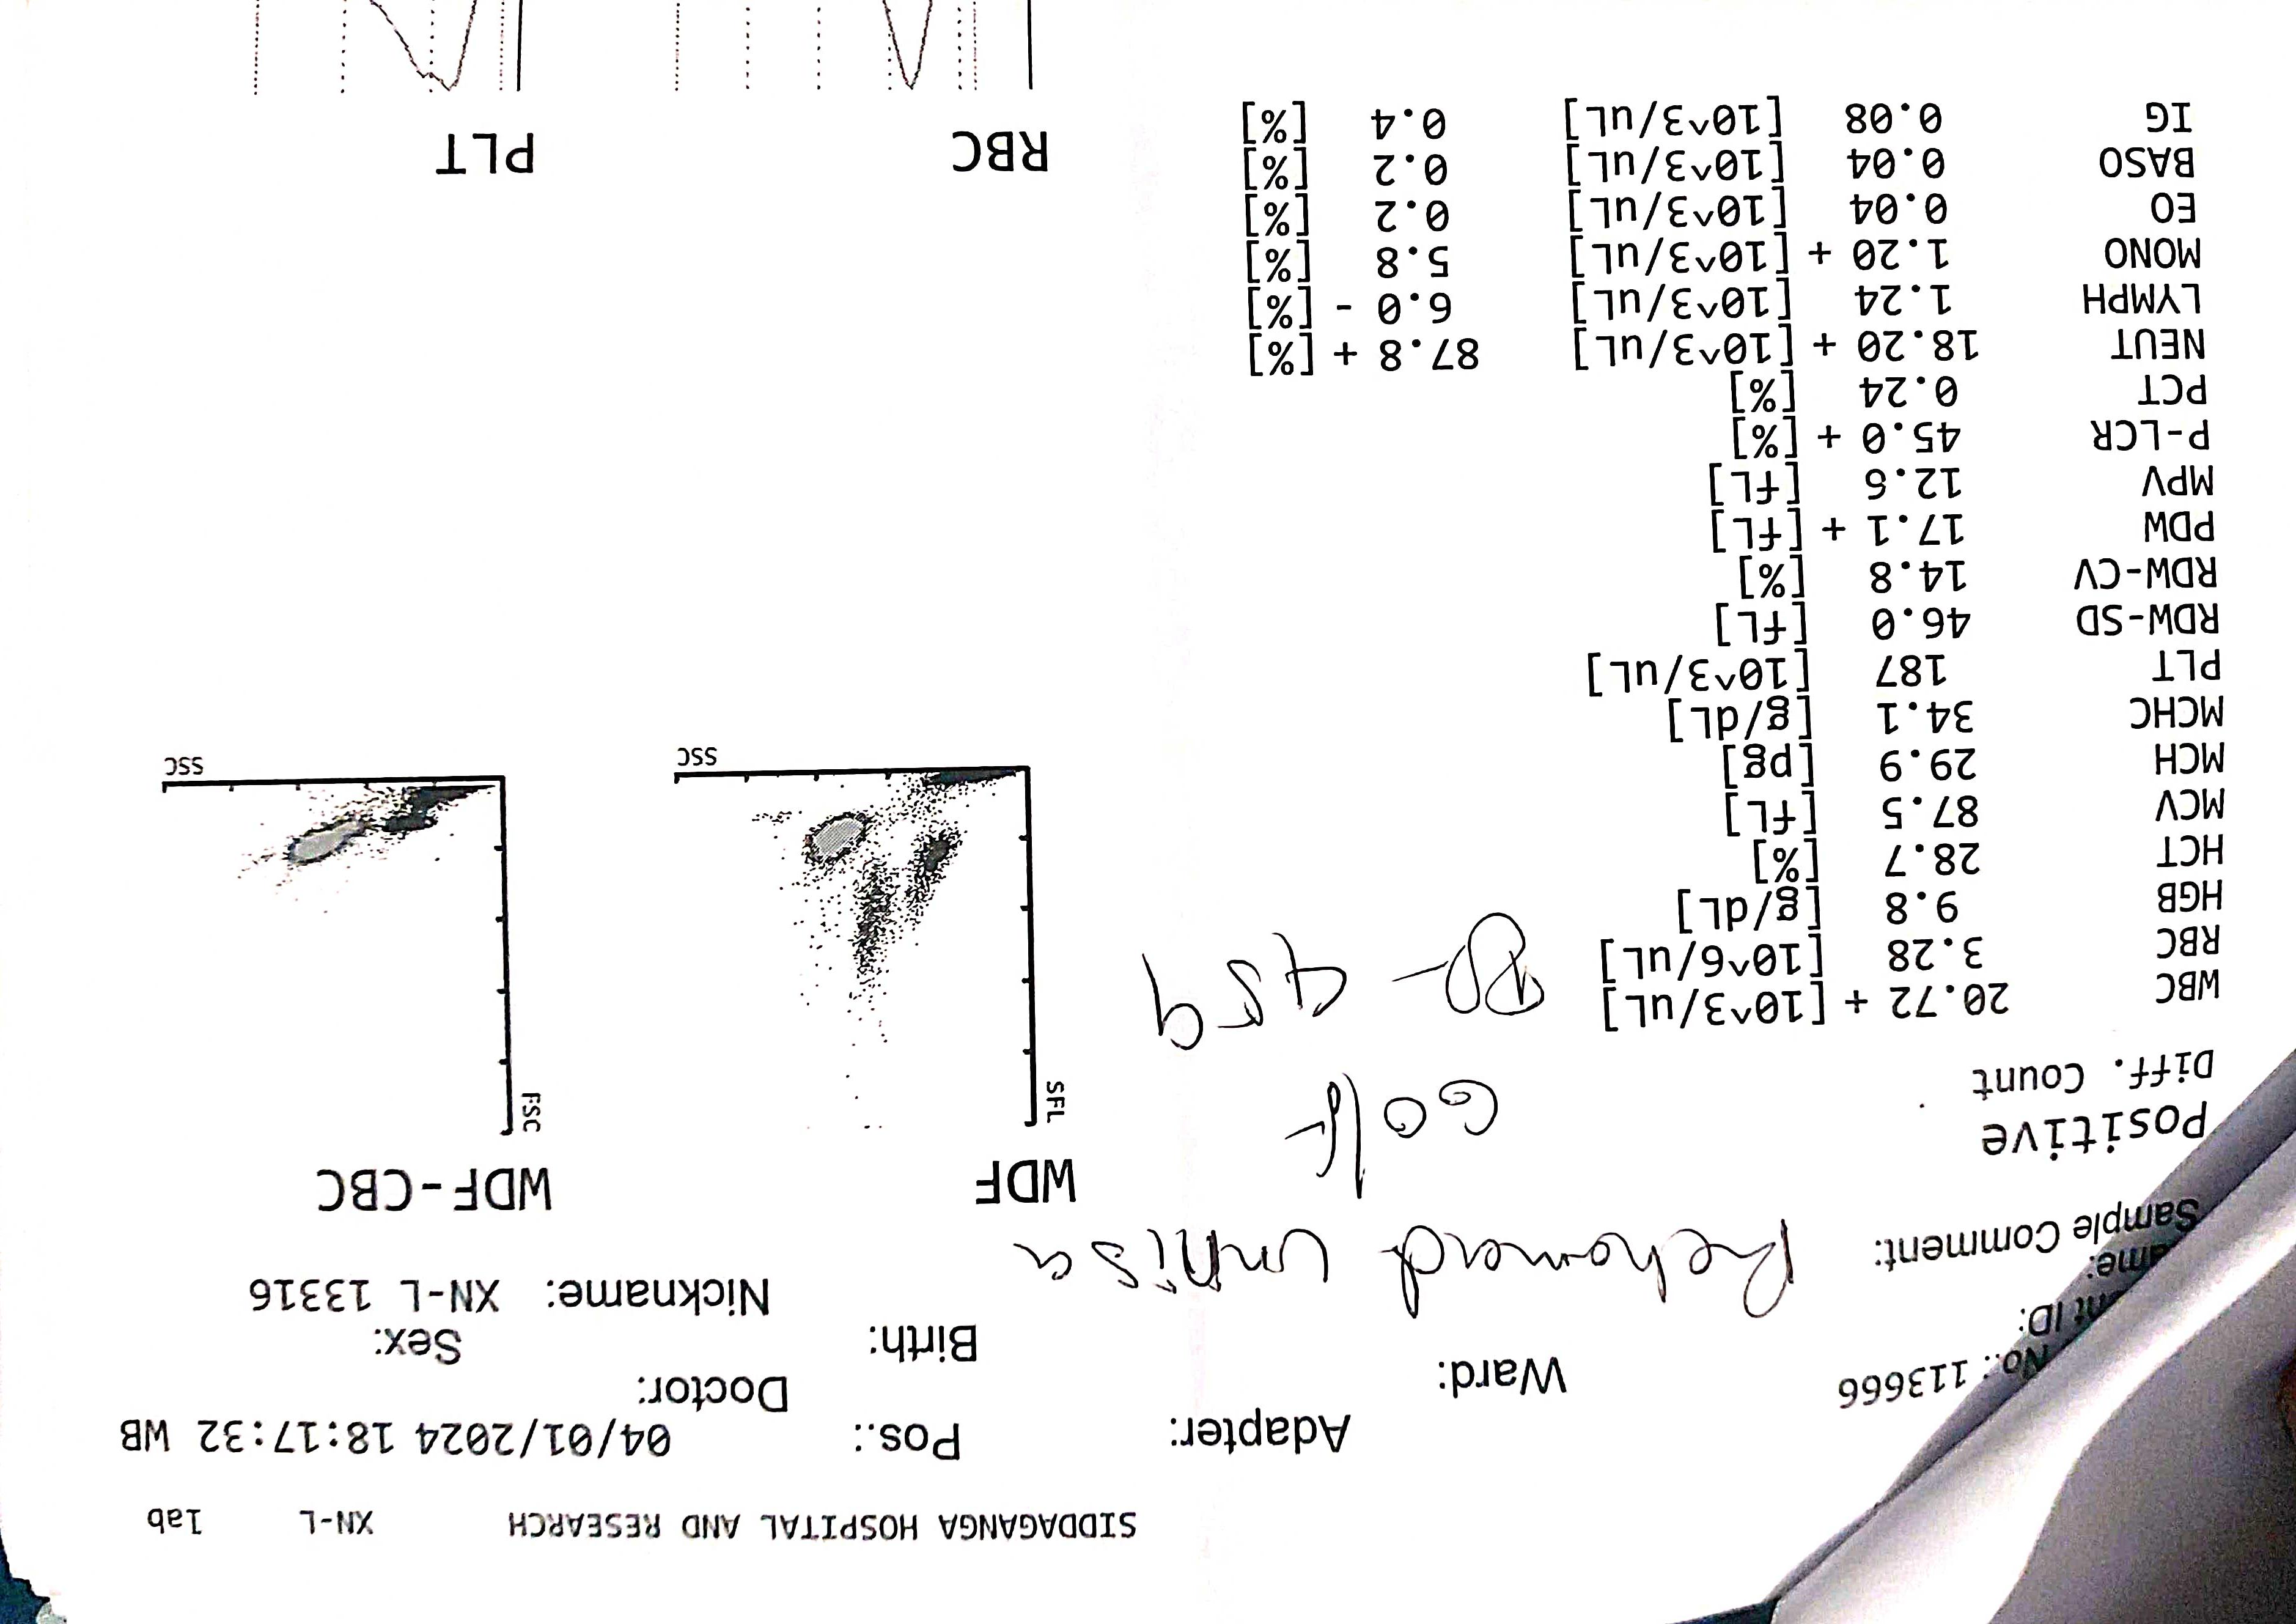 SIDDAGANGA HOSPITAL AND RESEARCH XN-L lab
No.: 113666 Ward: Adapter: Pos.: 04/01/2024 18:17:32 WB
nt ID: Birth: Doctor: Sex:
ame: Nickname: XN-L 13316
Sample Comment:
Positive
Diff. Count
WDF WDF-CBC
SFL FSC
SSC SSC
WBC 20.72 + [10^3/uL]
RBC 3.28 [10^6/uL]
HGB 9.8 [g/dL]
HCT 28.7 [%]
MCV 87.5 [fL]
MCH 29.9 [pg]
MCHC 34.1 [g/dL]
PLT 187 [10^3/uL]
RDW-SD 46.0 [fL]
RDW-CV 14.8 [%]
PDW 17.1 + [fL]
MPV 12.6 [fL]
P-LCR 45.0 + [%]
PCT 0.24 [%]
NEUT 18.20 + [10^3/uL] 87.8 + [%]
LYMPH 1.24 [10^3/uL] 6.0 - [%]
MONO 1.20 + [10^3/uL] 5.8 [%]
EO 0.04 [10^3/uL] 0.2 [%]
BASO 0.04 [10^3/uL] 0.2 [%]
IG 0.08 [10^3/uL] 0.4 [%]
RBC PLT